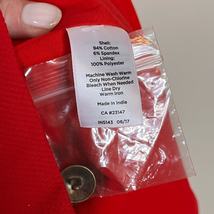 Shell:
94% Cotton
6% Spandex
Lining:
100% Polyester
Machine Wash Warm
Only Non-Chlorine
Bleach When Needed
Line Dry
Warm Iron
Made in India
CA #23147
INS143 06/17